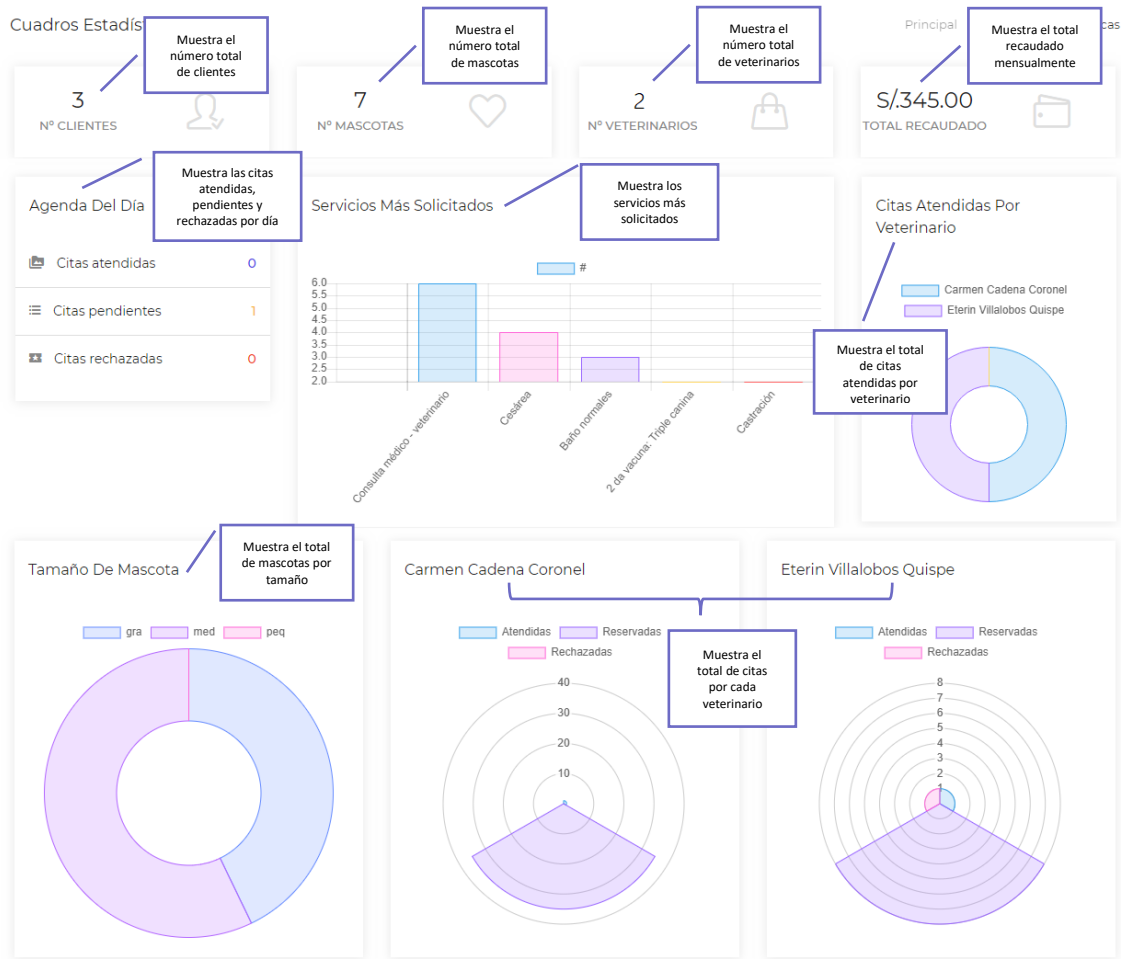 Cuadros Estadís
Principal
cas
Muestra el
número total
de clientes
Muestra el
número total
de mascotas
Muestra el
número total
de veterinarios
Muestra el total
recaudado
mensualmente
3
Nº CLIENTES
7
Nº MASCOTAS
2
Nº VETERINARIOS
S/.345.00
TOTAL RECAUDADO
Agenda Del Día
Muestra las citas
atendidas,
pendientes y
rechazadas por día
Citas atendidas 0
Citas pendientes 1
Citas rechazadas 0
Servicios Más Solicitados
Muestra los
servicios más
solicitados
#
6.0
5.5
5.0
4.5
4.0
3.5
3.0
2.5
2.0
Consulta médico - veterinario
Cesárea
Baño normales
2 da vacuna: Triple canina
Castración
Citas Atendidas Por
Veterinario
Carmen Cadena Coronel
Eterin Villalobos Quispe
Muestra el total
de citas
atendidas por
veterinario
Tamaño De Mascota
Muestra el total
de mascotas por
tamaño
gra med peq
Carmen Cadena Coronel
Atendidas Reservadas
Rechazadas
40
30
20
10
Muestra el
total de citas
por cada
veterinario
Eterin Villalobos Quispe
Atendidas Reservadas
Rechazadas
8
7
6
5
4
3
2
1